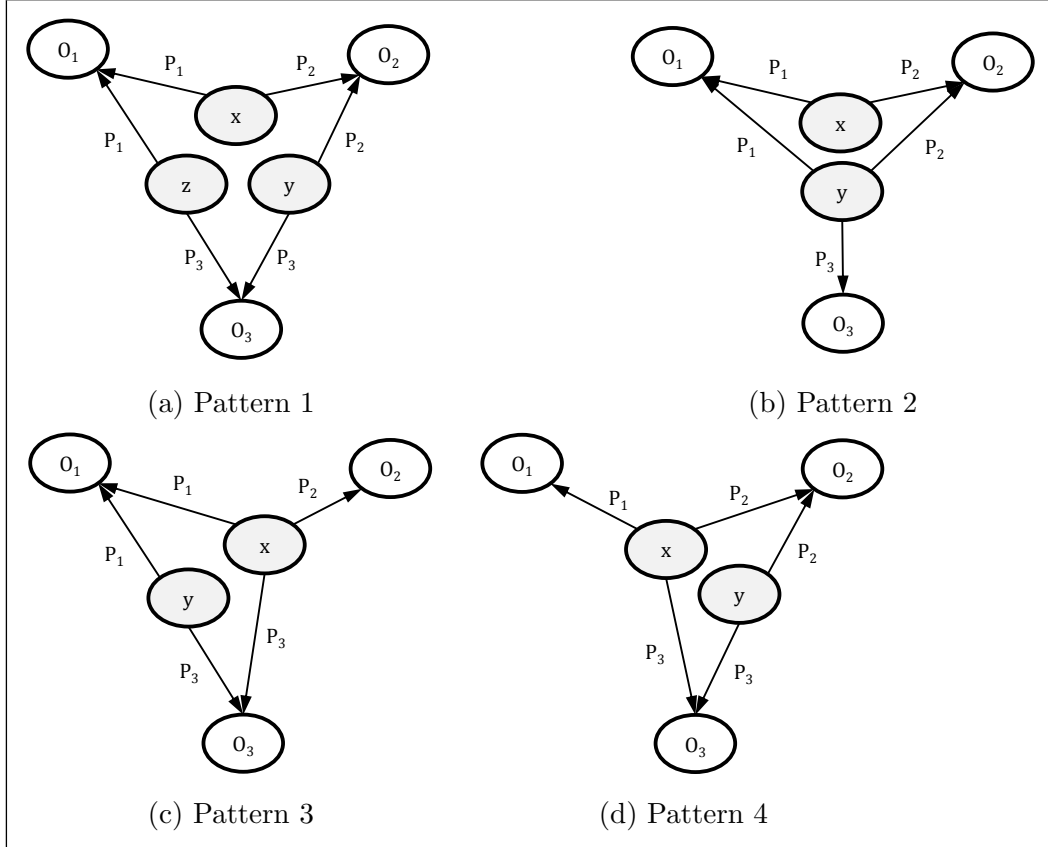 O₁ O₂ O₁ O₂
P₁ P₂ P₁ P₂
x x
P₁ P₂ P₁ P₂
z y y
P₃ P₃ P₃
O₃ O₃
(a) Pattern 1 (b) Pattern 2
O₁ O₂ O₁ O₂
P₁ P₂ P₁ P₂
x x
P₁ P₂
y y
P₃ P₃ P₃ P₃
O₃ O₃
(c) Pattern 3 (d) Pattern 4